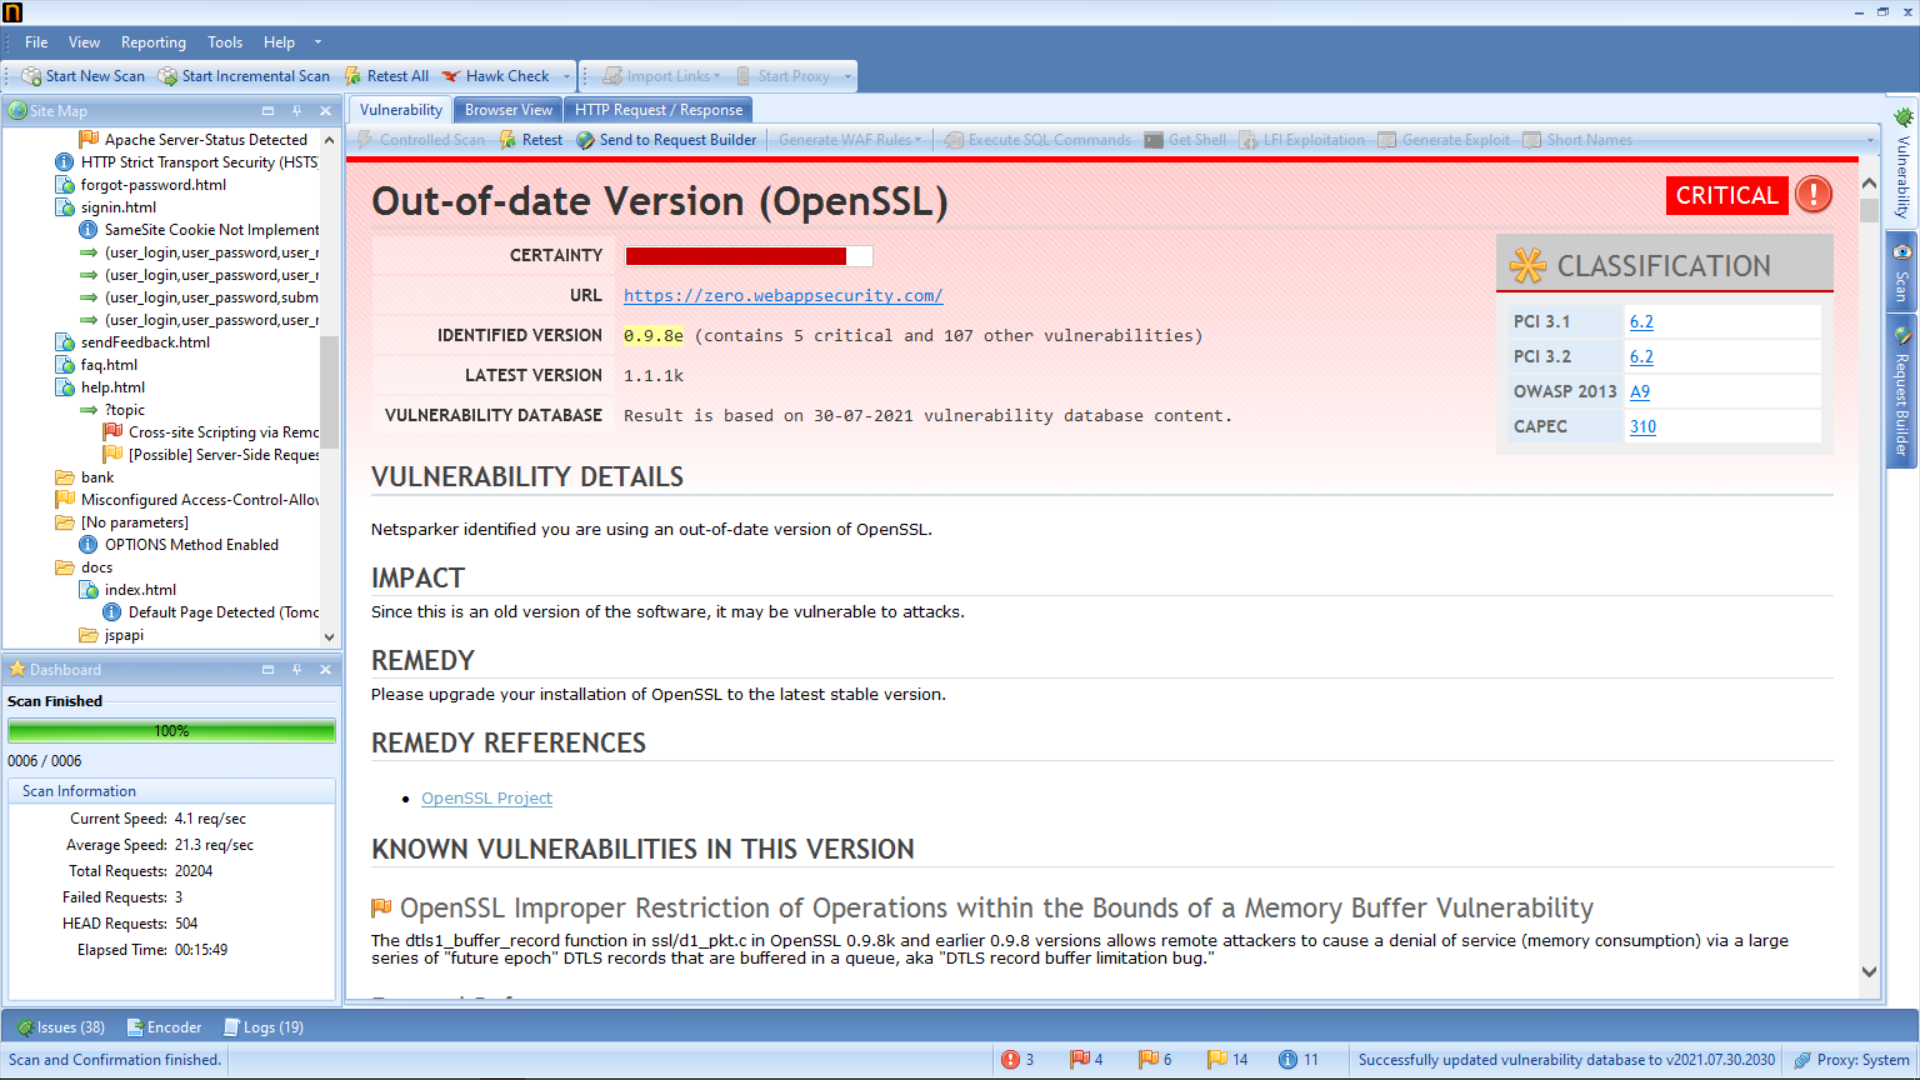 n
File View Reporting Tools Help
Start New Scan Start Incremental Scan Retest All Hawk Check Import Links Start Proxy
Site Map
Apache Server-Status Detected
HTTP Strict Transport Security (HSTS)
forgot-password.html
signin.html
SameSite Cookie Not Implement
(user_login,user_password,user_r
(user_login,user_password,user_r
(user_login,user_password,subm
(user_login,user_password,user_r
sendFeedback.html
faq.html
help.html
?topic
Cross-site Scripting via Remo
[Possible] Server-Side Reques
bank
Misconfigured Access-Control-Allow
[No parameters]
OPTIONS Method Enabled
docs
index.html
Default Page Detected (Tomc
jspapi
Dashboard
Scan Finished
100%
0006 / 0006
Scan Information
Current Speed: 4.1 req/sec
Average Speed: 21.3 req/sec
Total Requests: 20204
Failed Requests: 3
HEAD Requests: 504
Elapsed Time: 00:15:49
Vulnerability Browser View HTTP Request / Response
Controlled Scan Retest Send to Request Builder Generate WAF Rules Execute SQL Commands Get Shell LFI Exploitation Generate Exploit Short Names
Out-of-date Version (OpenSSL)
CRITICAL
CERTAINTY
URL https://zero.webappsecurity.com/
IDENTIFIED VERSION 0.9.8e (contains 5 critical and 107 other vulnerabilities)
LATEST VERSION 1.1.1k
VULNERABILITY DATABASE Result is based on 30-07-2021 vulnerability database content.
CLASSIFICATION
PCI 3.1 6.2
PCI 3.2 6.2
OWASP 2013 A9
CAPEC 310
VULNERABILITY DETAILS
Netsparker identified you are using an out-of-date version of OpenSSL.
IMPACT
Since this is an old version of the software, it may be vulnerable to attacks.
REMEDY
Please upgrade your installation of OpenSSL to the latest stable version.
REMEDY REFERENCES
• OpenSSL Project
KNOWN VULNERABILITIES IN THIS VERSION
OpenSSL Improper Restriction of Operations within the Bounds of a Memory Buffer Vulnerability
The dtls1_buffer_record function in ssl/d1_pkt.c in OpenSSL 0.9.8k and earlier 0.9.8 versions allows remote attackers to cause a denial of service (memory consumption) via a large
series of "future epoch" DTLS records that are buffered in a queue, aka "DTLS record buffer limitation bug."
Vulnerability
Scan
Request Builder
Issues (38) Encoder Logs (19)
Scan and Confirmation finished. 3 4 6 14 11 Successfully updated vulnerability database to v2021.07.30.2030 Proxy: System